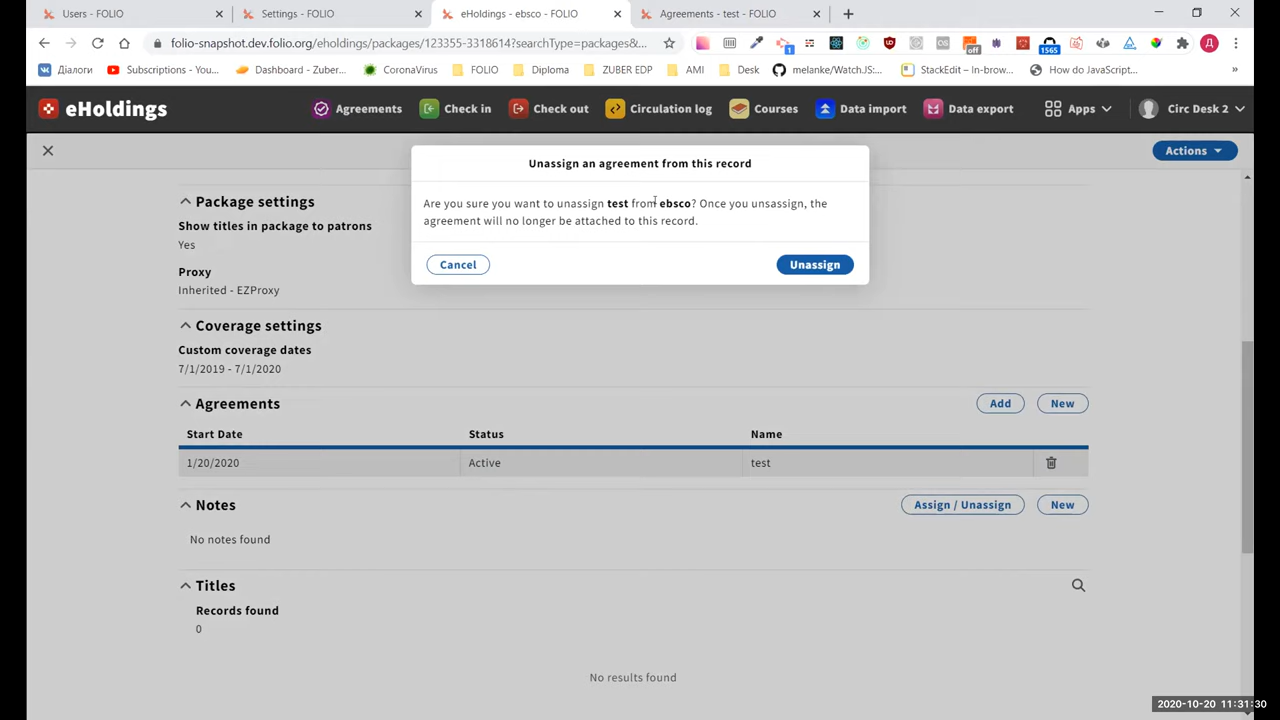 Users - FOLIO
Settings - FOLIO
eHoldings - ebsco - FOLIO
Agreements - test - FOLIO
folio-snapshot.dev.folio.org/eholdings/packages/123355-3318612searchType=packages&...
1
off
1565
Д
Діалоги
Subscriptions - You...
Dashboard - Zuber...
CoronaVirus
FOLIO
Diploma
ZUBER EDP
AMI
Desk
melanke/Watch.JS:...
StackEdit – In-brow...
How do JavaScript...
»
eHoldings
Agreements
Check in
Check out
Circulation log
Courses
Data import
Data export
Apps
Circ Desk 2
Actions
Unassign an agreement from this record
Are you sure you want to unassign test from ebsco? Once you unsassign, the
agreement will no longer be attached to this record.
Cancel
Unassign
Package settings
Show titles in package to patrons
Yes
Proxy
Inherited - EZProxy
Coverage settings
Custom coverage dates
7/1/2019 - 7/1/2020
Agreements
Add
New
Start Date
Status
Name
1/20/2020
Active
test
Notes
Assign / Unassign
New
No notes found
Titles
Records found
0
No results found
2020-10-20 11:31:30